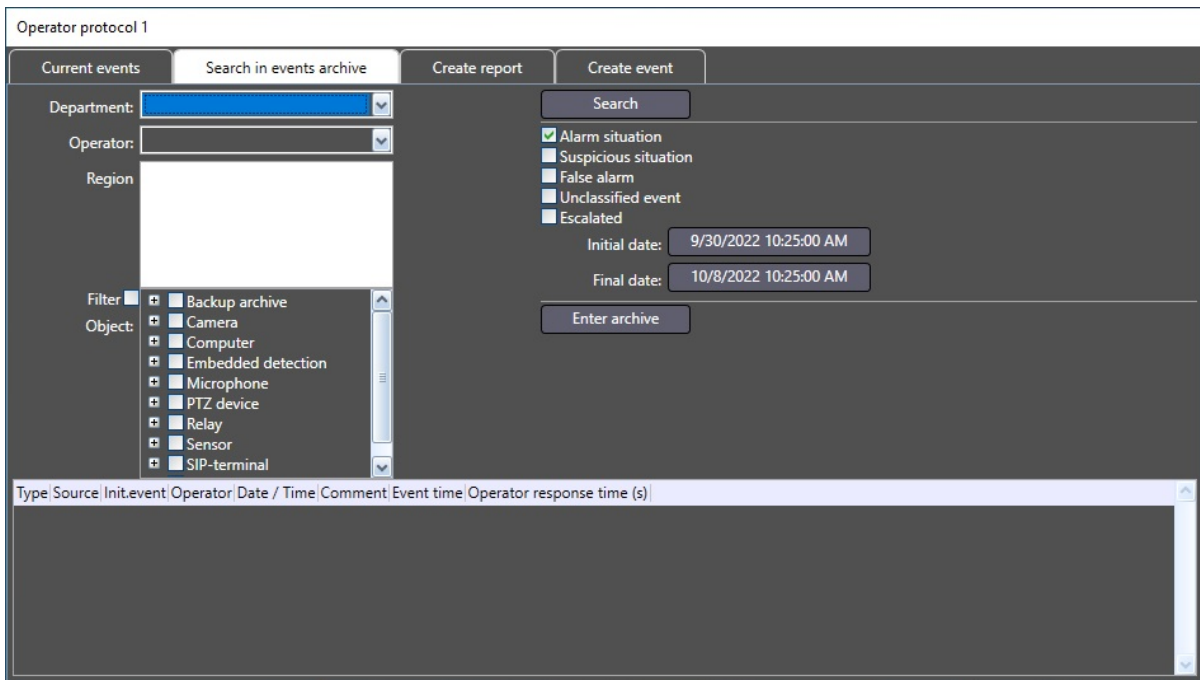 Operator protocol 1
Current events
Search in events archive
Create report
Create event
Department:
Operator:
Region
Filter
Object:
Backup archive
Camera
Computer
Embedded detection
Microphone
PTZ device
Relay
Sensor
SIP-terminal
Search
Alarm situation
Suspicious situation
False alarm
Unclassified event
Escalated
Initial date: 9/30/2022 10:25:00 AM
Final date: 10/8/2022 10:25:00 AM
Enter archive
Type Source Init.event Operator Date / Time Comment Event time Operator response time (s)